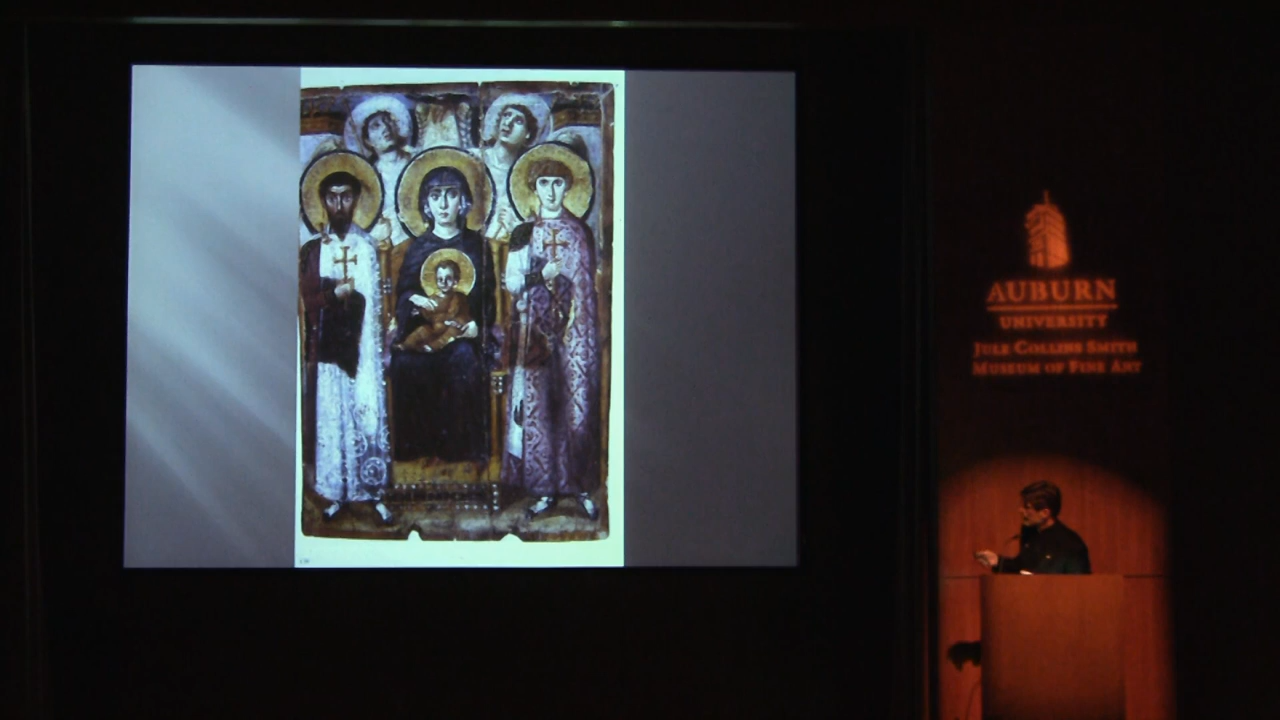 AUBURN
UNIVERSITY
JULE COLLINS SMITH
MUSEUM OF FINE ART